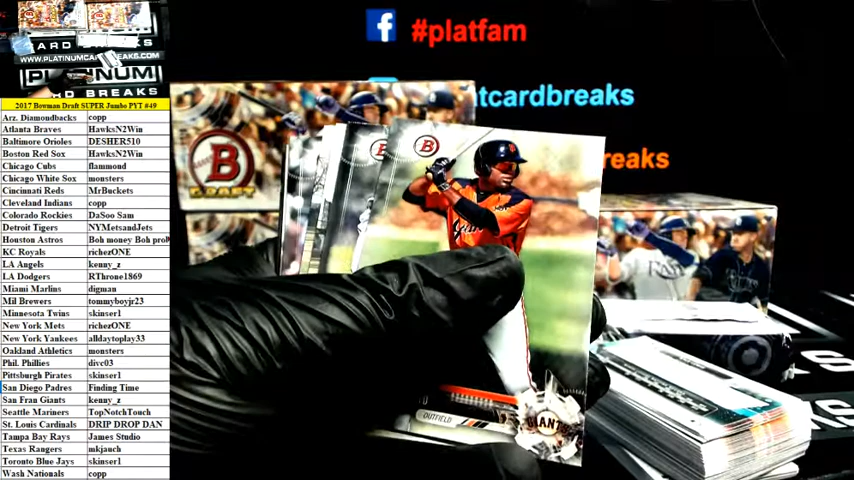 CARD BREAKS
WWW.PLATINUMCARDBREAKS.COM
PLATINUM
CARD BREAKS
2017 Bowman Draft SUPER Jumbo PYT #49
Arz. Diamondbacks copp
Atlanta Braves HawksN2Win
Baltimore Orioles DESHER510
Boston Red Sox HawksN2Win
Chicago Cubs flammond
Chicago White Sox monsters
Cincinnati Reds MrBuckets
Cleveland Indians copp
Colorado Rockies DaSoo Sam
Detroit Tigers NYMetsandJets
Houston Astros Boh money Boh prob
KC Royals richezONE
LA Angels kenny_z
LA Dodgers RThrone1869
Miami Marlins digman
Mil Brewers tommyboyjr23
Minnesota Twins skinser1
New York Mets richezONE
New York Yankees alldaytoplay33
Oakland Athletics monsters
Phil. Phillies divc03
Pittsburgh Pirates skinser1
San Diego Padres Finding Time
San Fran Giants kenny_z
Seattle Mariners TopNotchTouch
St. Louis Cardinals DRIP DROP DAN
Tampa Bay Rays James Studio
Texas Rangers mkjauch
Toronto Blue Jays skinser1
Wash Nationals copp
f #platfam
tcardbreaks
reaks
B
DRAFT
B
B
OUTFIELD
GIANTS
RAYS